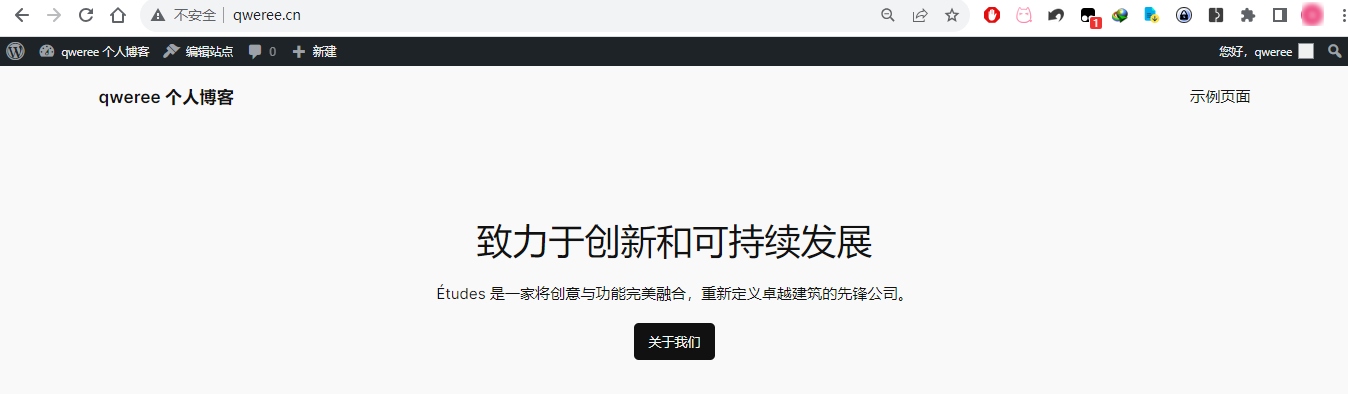 不安全 qweree.cn
1
qweree 个人博客 编辑站点 0 新建 您好，qweree
qweree 个人博客 示例页面
致力于创新和可持续发展
Études 是一家将创意与功能完美融合，重新定义卓越建筑的先锋公司。
关于我们